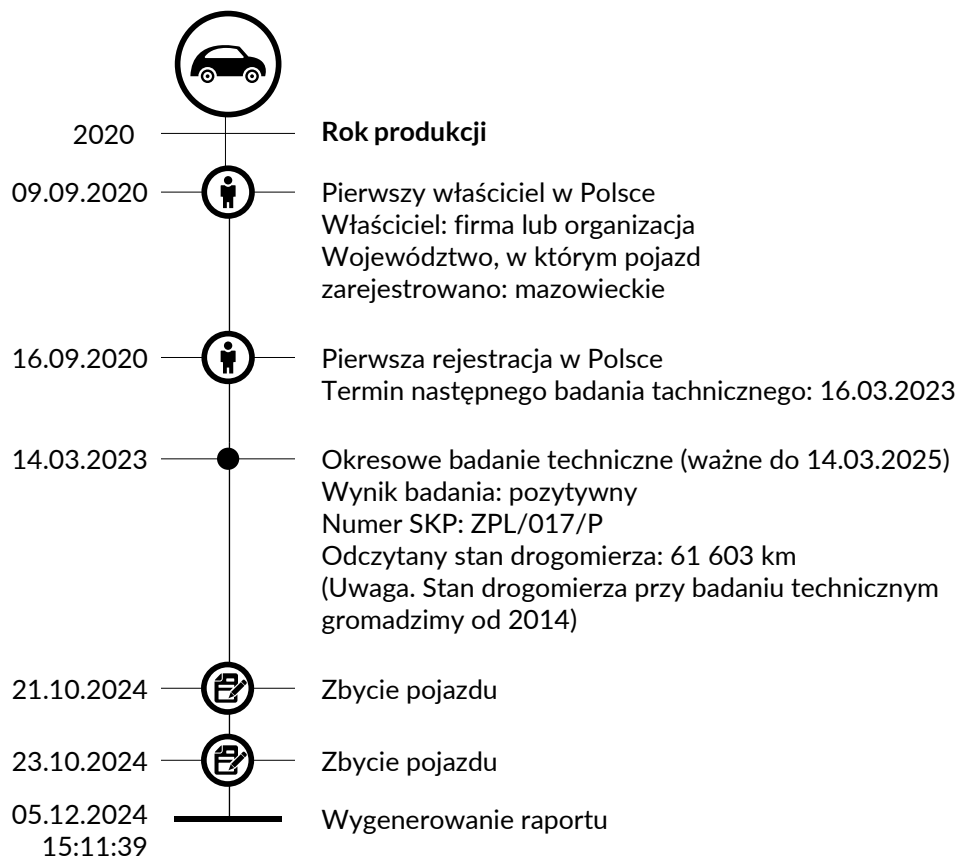 2020 Rok produkcji
09.09.2020 Pierwszy właściciel w Polsce
Właściciel: firma lub organizacja
Województwo, w którym pojazd
zarejestrowano: mazowieckie
16.09.2020 Pierwsza rejestracja w Polsce
Termin następnego badania tachnicznego: 16.03.2023
14.03.2023 Okresowe badanie techniczne (ważne do 14.03.2025)
Wynik badania: pozytywny
Numer SKP: ZPL/017/P
Odczytany stan drogomierza: 61 603 km
(Uwaga. Stan drogomierza przy badaniu technicznym
gromadzimy od 2014)
21.10.2024 Zbycie pojazdu
23.10.2024 Zbycie pojazdu
05.12.2024 Wygenerowanie raportu
15:11:39